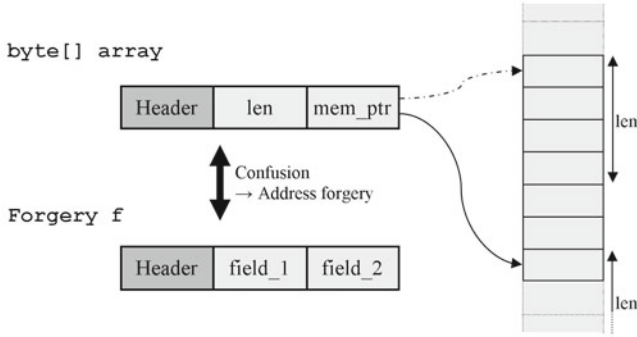 byte[] array
Header len mem_ptr
len
Confusion
→ Address forgery
Forgery f
Header field_1 field_2
len